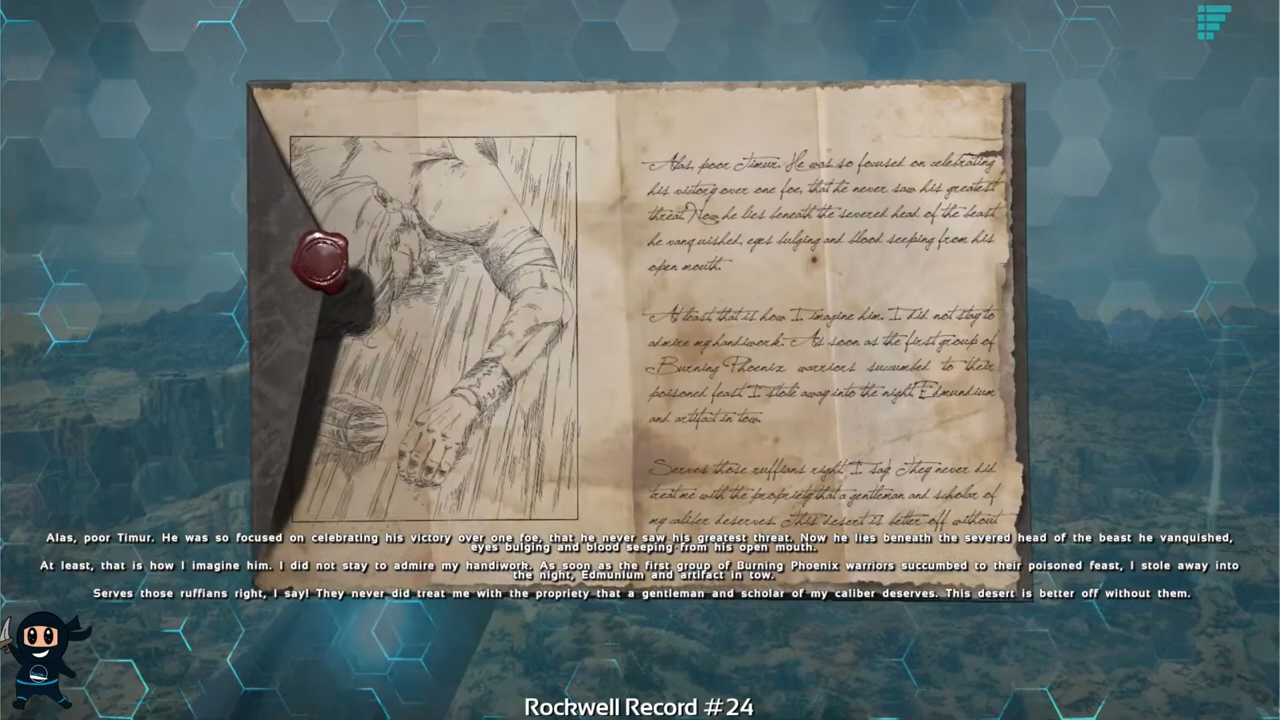 Alas, poor Timur. He was so focused on celebrating
his victory over one foe, that he never saw his greatest
threat. Now he lies beneath the severed head of the beast
he vanquished, eyes bulging and blood seeping from his
open mouth.
At least, that is how I imagine him. I did not stay to
admire my handiwork. As soon as the first group of
Burning Phoenix warriors succumbed to their
poisoned feast, I stole away into the night, Edmundium
and artifact in tow.
Serves those ruffians right, I say! They never did
treat me with the propriety that a gentleman and scholar of
my caliber deserves. This desert is better off without
Alas, poor Timur. He was so focused on celebrating his victory over one foe, that he never saw his greatest threat. Now he lies beneath the severed head of the beast he vanquished,
eyes bulging and blood seeping from his open mouth.
At least, that is how I imagine him. I did not stay to admire my handiwork. As soon as the first group of Burning Phoenix warriors succumbed to their poisoned feast, I stole away into
the night, Edmunium and artifact in tow.
Serves those ruffians right, I say! They never did treat me with the propriety that a gentleman and scholar of my caliber deserves. This desert is better off without them.
Rockwell Record #24